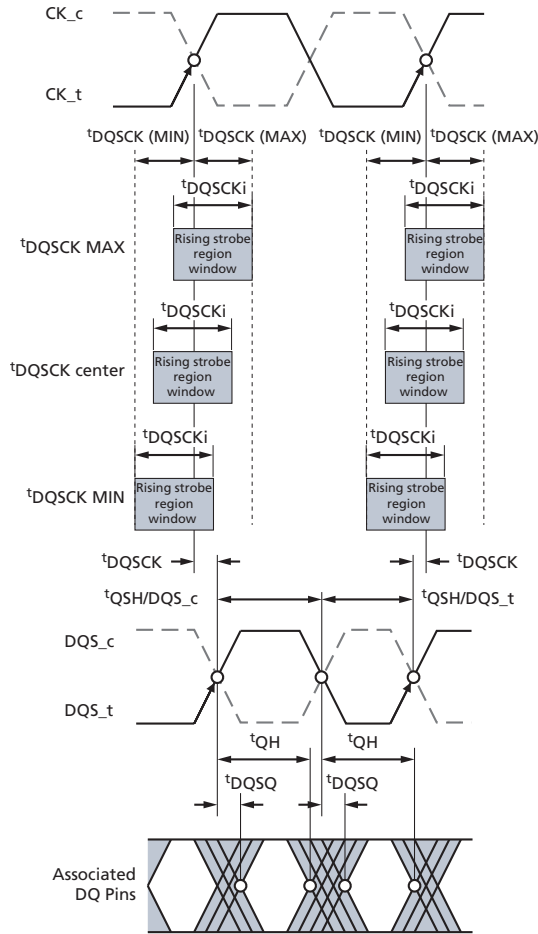 CK_c
CK_t
tDQSCK (MIN) tDQSCK (MAX) tDQSCK (MIN) tDQSCK (MAX)
tDQSCKi tDQSCKi
tDQSCK MAX
Rising strobe
region
window
Rising strobe
region
window
tDQSCKi tDQSCKi
tDQSCK center
Rising strobe
region
window
Rising strobe
region
window
tDQSCKi tDQSCKi
tDQSCK MIN
Rising strobe
region
window
Rising strobe
region
window
tDQSCK tDQSCK
tQSH/DQS_c tQSH/DQS_t
DQS_c
DQS_t
tQH tQH
tDQSQ tDQSQ
Associated
DQ Pins